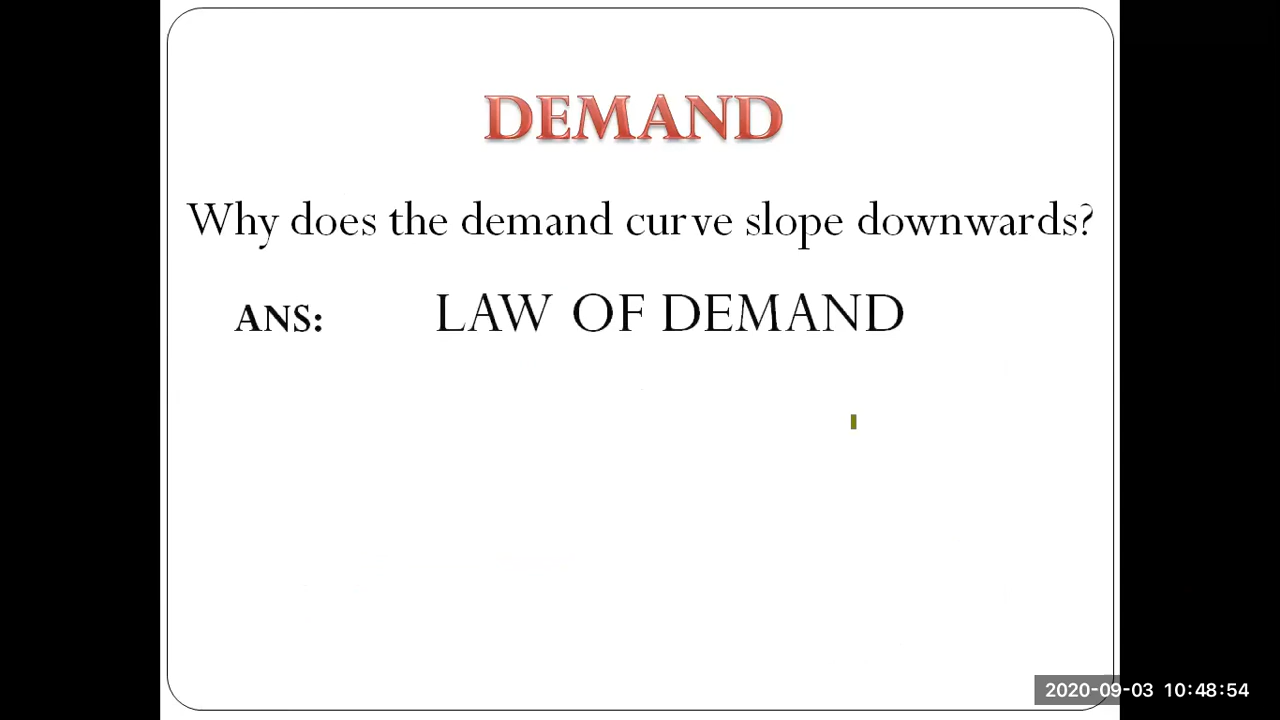 DEMAND
Why does the demand curve slope downwards?
ANS: LAW OF DEMAND
2020-09-03 10:48:54